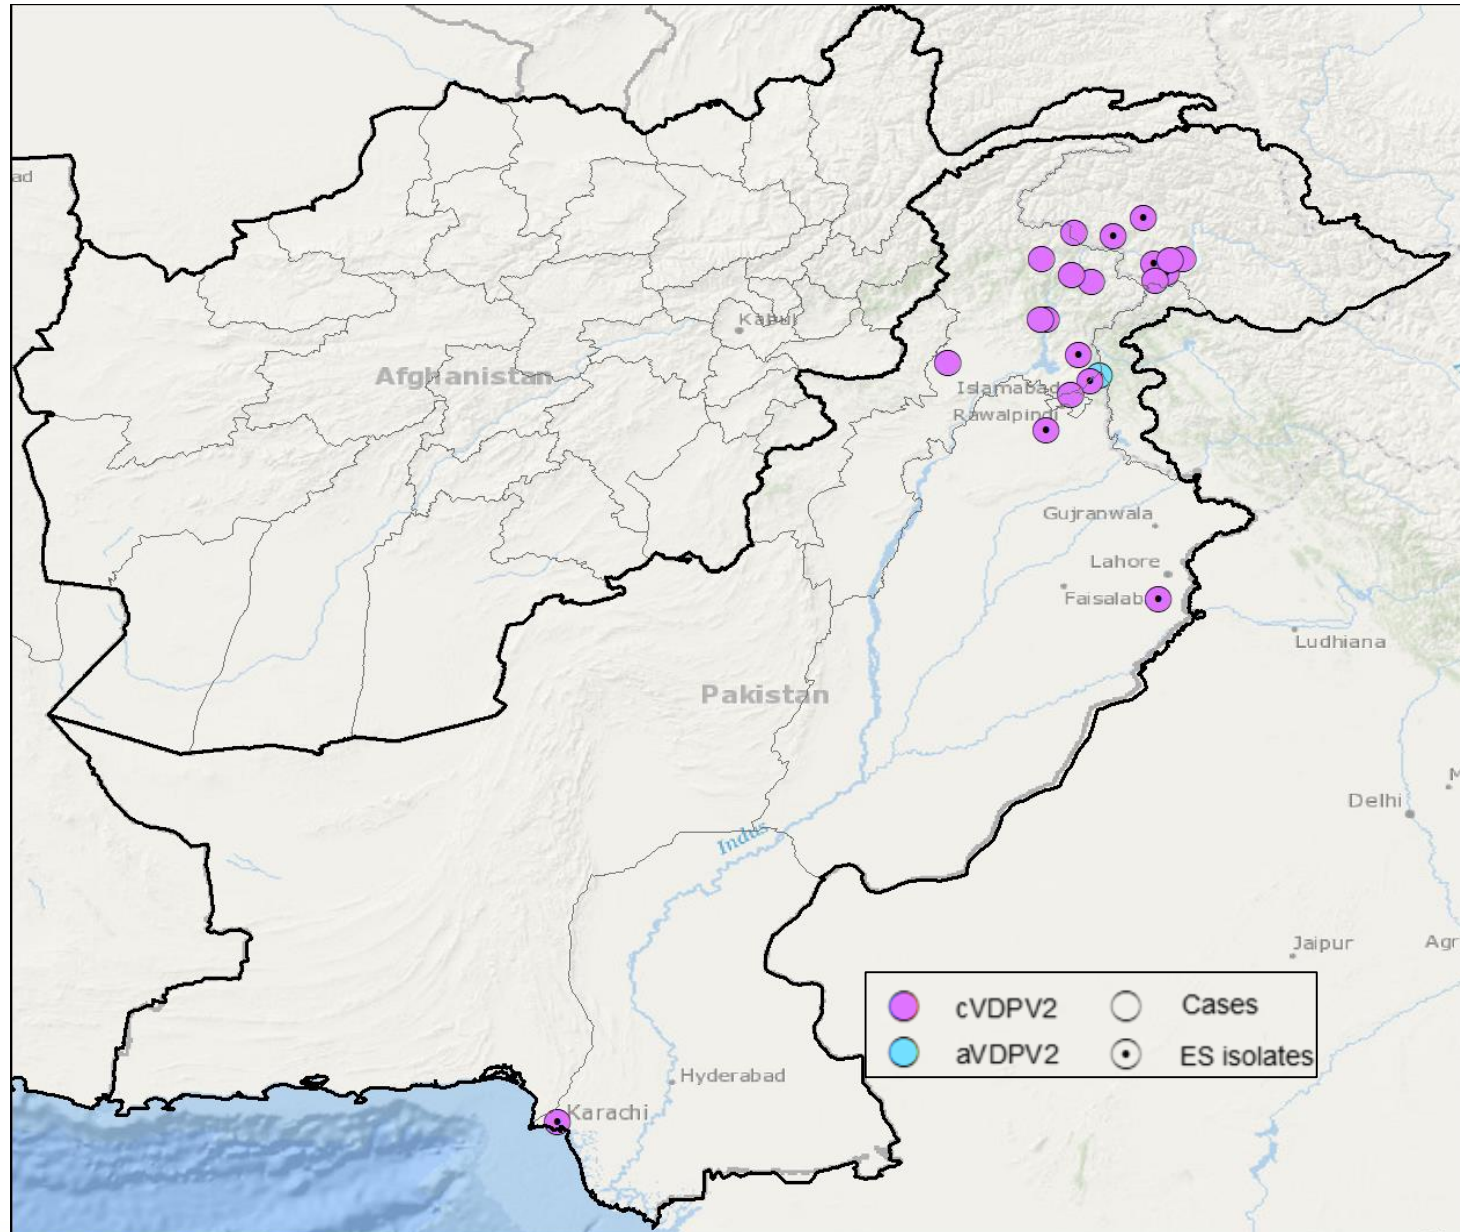 ad
Kabul
Afghanistan
Islamabad
Rawalpindi
Gujranwala
Lahore
Faisalab
Ludhiana
Pakistan
Delhi
M
Indus
Jaipur
Agr
cVDPV2
Cases
aVDPV2
ES isolates
Hyderabad
Karachi